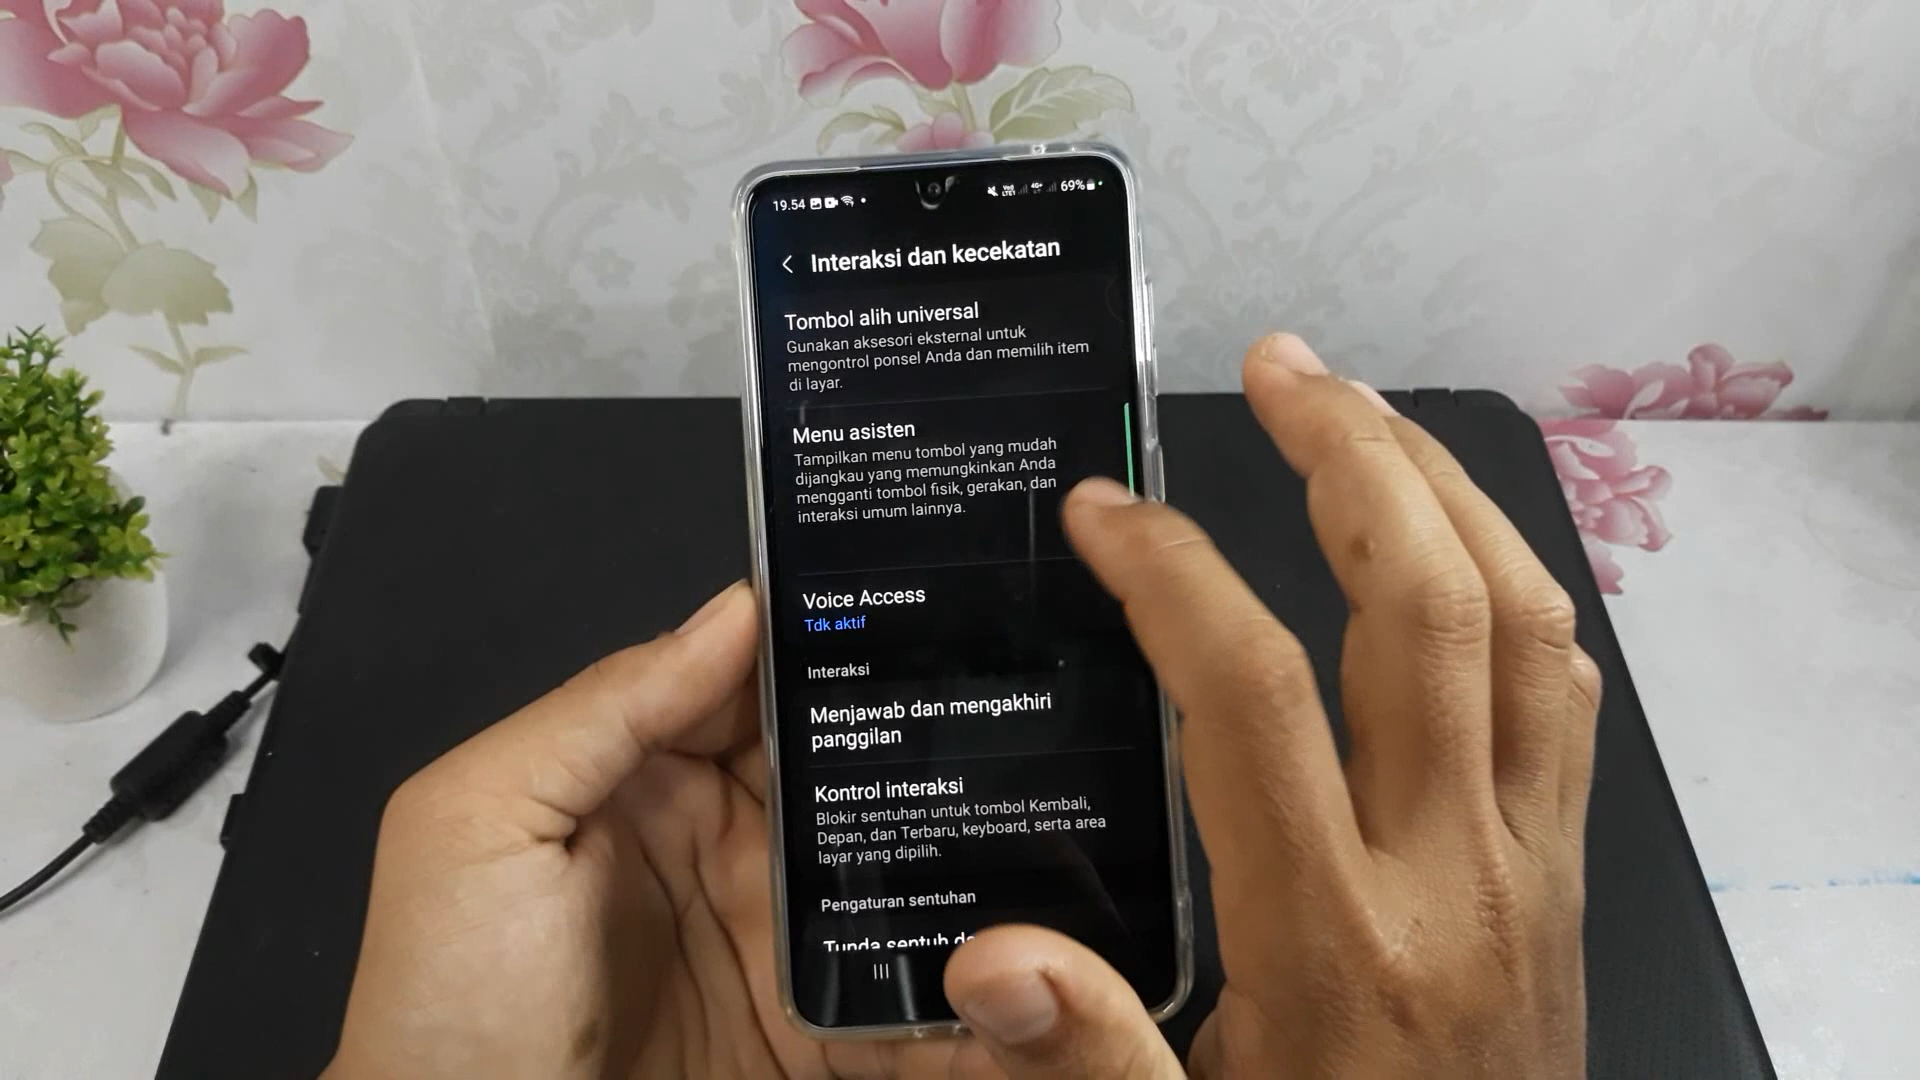 19.54 69%
Interaksi dan kecekatan
Tombol alih universal
Gunakan aksesori eksternal untuk
mengontrol ponsel Anda dan memilih item
di layar.
Menu asisten
Tampilkan menu tombol yang mudah
dijangkau yang memungkinkan Anda
mengganti tombol fisik, gerakan, dan
interaksi umum lainnya.
Voice Access
Tdk aktif
Interaksi
Menjawab dan mengakhiri
panggilan
Kontrol interaksi
Blokir sentuhan untuk tombol Kembali,
Depan, dan Terbaru, keyboard, serta area
layar yang dipilih.
Pengaturan sentuhan
Tunda sentuh